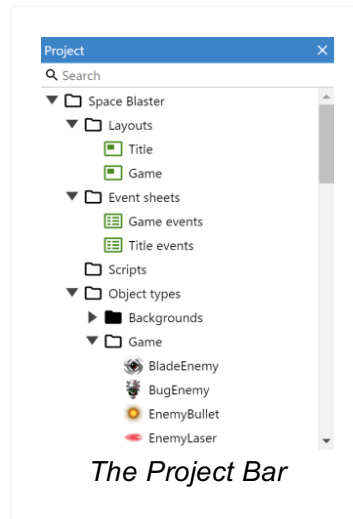 Project
Search
Space Blaster
Layouts
Title
Game
Event sheets
Game events
Title events
Scripts
Object types
Backgrounds
Game
BladeEnemy
BugEnemy
EnemyBullet
EnemyLaser
The Project Bar